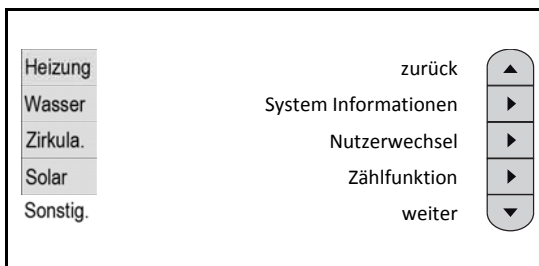 Heizung zurück
Wasser System Informationen
Zirkula. Nutzerwechsel
Solar Zählfunktion
Sonstig. weiter